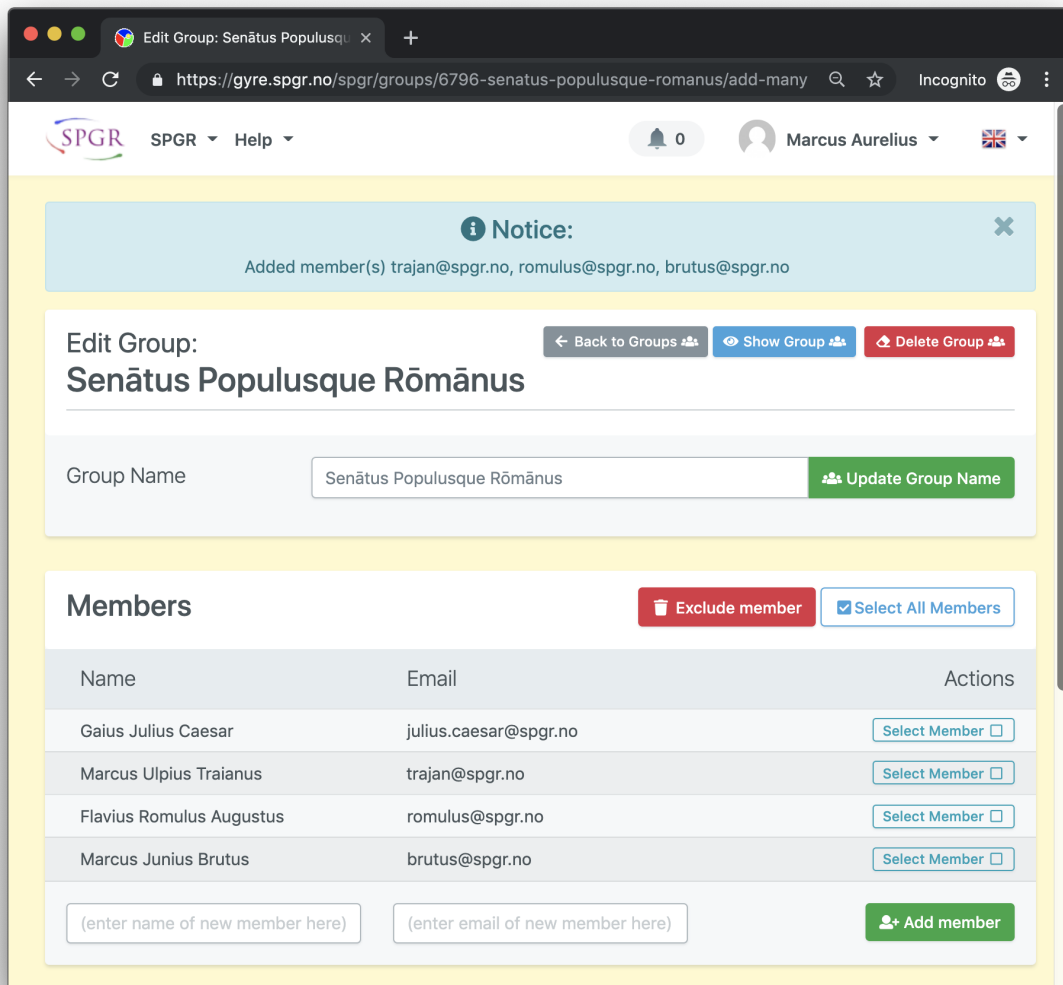 Edit Group: Senātus Populusqu
https://gyre.spgr.no/spgr/groups/6796-senatus-populusque-romanus/add-many
Incognito
SPGR
SPGR Help 0 Marcus Aurelius
Notice:
Added member(s) trajan@spgr.no, romulus@spgr.no, brutus@spgr.no
Edit Group:
Back to Groups Show Group Delete Group
Senātus Populusque Rōmānus
Group Name Senātus Populusque Rōmānus Update Group Name
Members Exclude member Select All Members
Name Email Actions
Gaius Julius Caesar julius.caesar@spgr.no Select Member
Marcus Ulpius Traianus trajan@spgr.no Select Member
Flavius Romulus Augustus romulus@spgr.no Select Member
Marcus Junius Brutus brutus@spgr.no Select Member
(enter name of new member here) (enter email of new member here) Add member